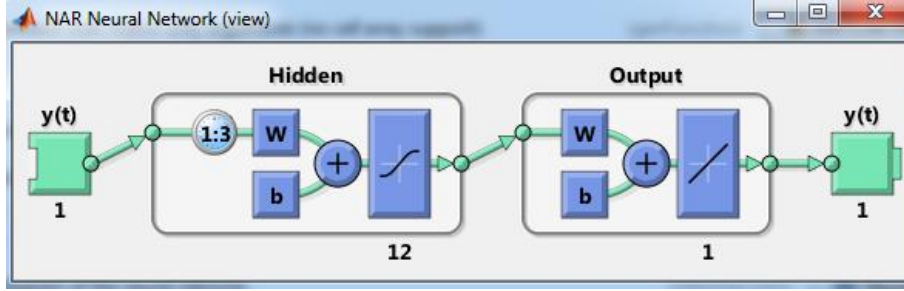 NAR Neural Network (view)
Hidden
Output
y(t)
1:3
W
b
1
12
W
b
1
y(t)
1